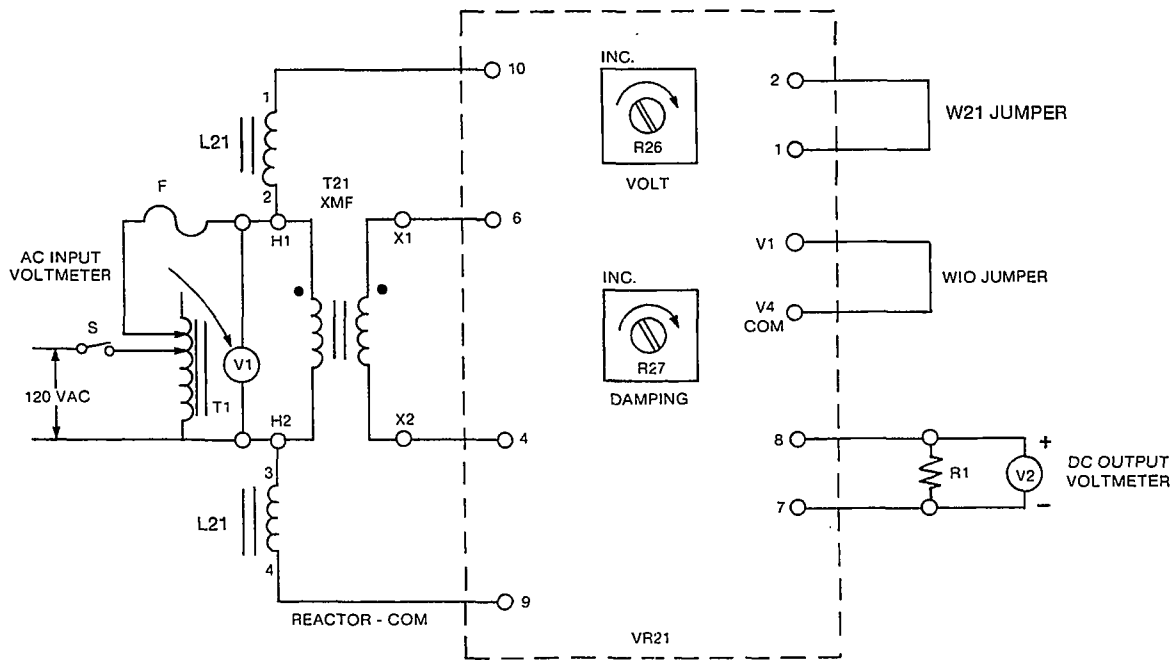 10
INC.
R26
VOLT
2
1
W21 JUMPER
1
L21
2
F
T21
XMF
H1
X1
6
AC INPUT
VOLTMETER
INC.
R27
DAMPING
V1
V4
COM
WIO JUMPER
S
V1
120 VAC
T1
H2
X2
4
8
7
R1
V2
+
−
DC OUTPUT
VOLTMETER
3
L21
4
9
REACTOR - COM
VR21